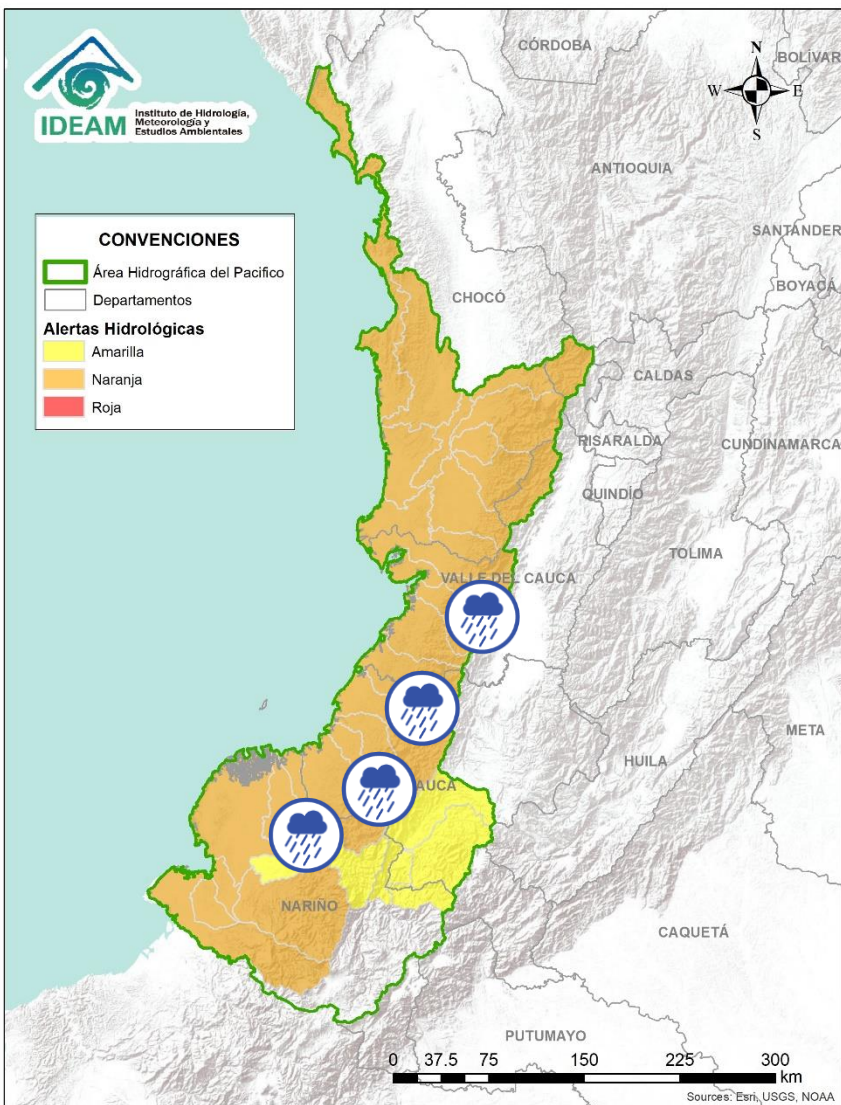 IDEAM
Instituto de Hidrología,
Meteorología y
Estudios Ambientales
CÓRDOBA
BOLÍVAR
N
W
E
S
ANTIOQUIA
SANTANDER
BOYACÁ
CONVENCIONES
Área Hidrográfica del Pacifico
Departamentos
Alertas Hidrológicas
Amarilla
Naranja
Roja
CHOCÓ
CALDAS
RISARALDA
CUNDINAMARCA
QUINDÍO
TOLIMA
VALLE DEL CAUCA
META
HUILA
AUCA
NARIÑO
CAQUETÁ
PUTUMAYO
0 37.5 75 150 225 300
km
Sources: Esri, USGS, NOAA